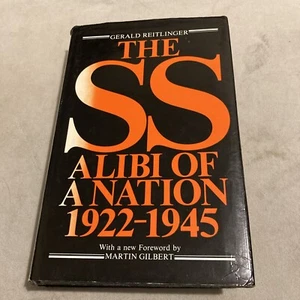 GERALD REITLINGER
THE
SS
ALIBI OF
A NATION
1922-1945
With a new Foreword by
MARTIN GILBERT